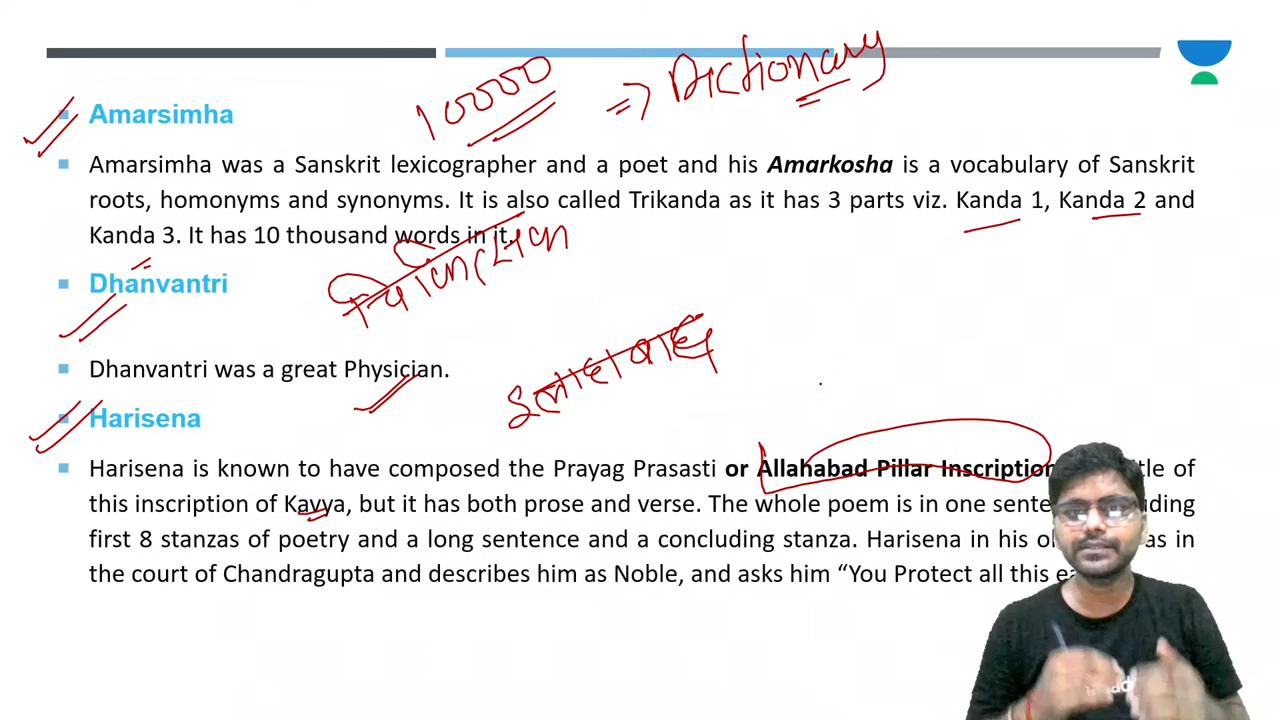 10000 => Dictionary
Amarsimha
Amarsimha was a Sanskrit lexicographer and a poet and his Amarkosha is a vocabulary of Sanskrit
roots, homonyms and synonyms. It is also called Trikanda as it has 3 parts viz. Kanda 1, Kanda 2 and
Kanda 3. It has 10 thousand words in it.
Dhanvantri
Dhanvantri was a great Physician.
इलाहाबाद
Harisena
Harisena is known to have composed the Prayag Prasasti or Allahabad Pillar Inscription
this inscription of Kavya, but it has both prose and verse. The whole poem is in one
first 8 stanzas of poetry and a long sentence and a concluding stanza. Harisena in his
the court of Chandragupta and describes him as Noble, and asks him “You Protect all this